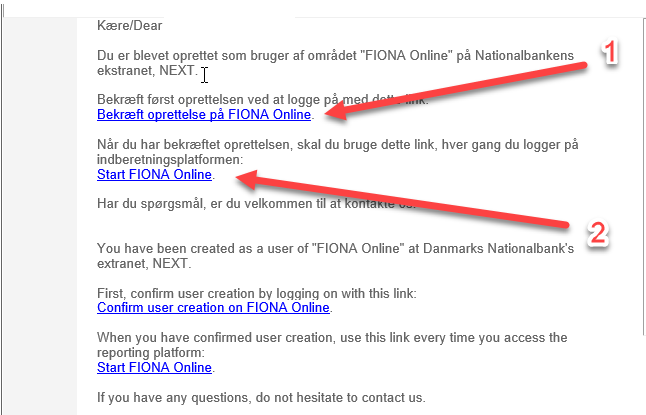 Kære/Dear
Du er blevet oprettet som bruger af området "FIONA Online" på Nationalbankens
ekstranet, NEXT.
1
Bekræft først oprettelsen ved at logge på med dette link:
Bekræft oprettelse på FIONA Online.
Når du har bekræftet oprettelsen, skal du bruge dette link, hver gang du logger på
indberetningsplatformen:
Start FIONA Online.
Har du spørgsmål, er du velkommen til at kontakte os.
2
You have been created as a user of "FIONA Online" at Danmarks Nationalbank's
extranet, NEXT.
First, confirm user creation by logging on with this link:
Confirm user creation on FIONA Online.
When you have confirmed user creation, use this link every time you access the
reporting platform:
Start FIONA Online.
If you have any questions, do not hesitate to contact us.